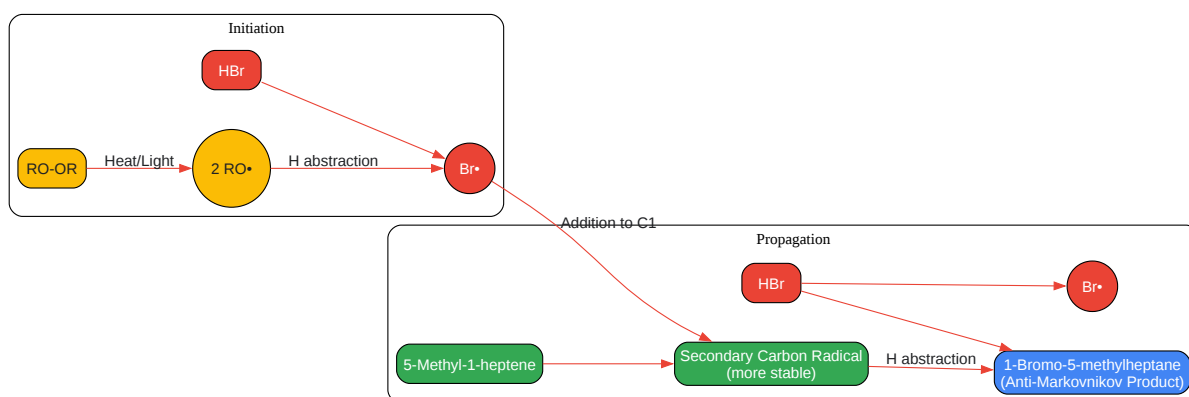 Initiation
HBr
RO-OR
Heat/Light
2 RO•
H abstraction
Br•
Addition to C1
Propagation
HBr
Br•
5-Methyl-1-heptene
Secondary Carbon Radical
(more stable)
H abstraction
1-Bromo-5-methylheptane
(Anti-Markovnikov Product)